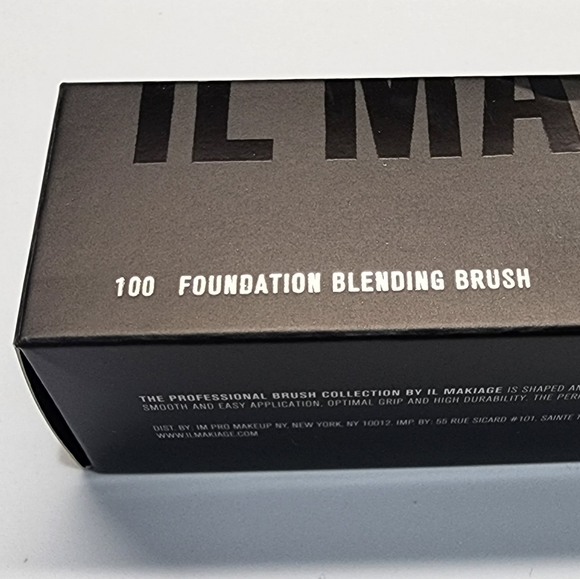 IL MA
100 FOUNDATION BLENDING BRUSH
THE PROFESSIONAL BRUSH COLLECTION BY IL MAKIAGE IS SHAPED AN
SMOOTH AND EASY APPLICATION, OPTIMAL GRIP AND HIGH DURABILITY. THE PER
DIST. BY: IM PRO MAKEUP NY, NEW YORK, NY 10012. IMP. BY: 55 RUE SICARD #101, SAINTE
WWW.ILMAKIAGE.COM